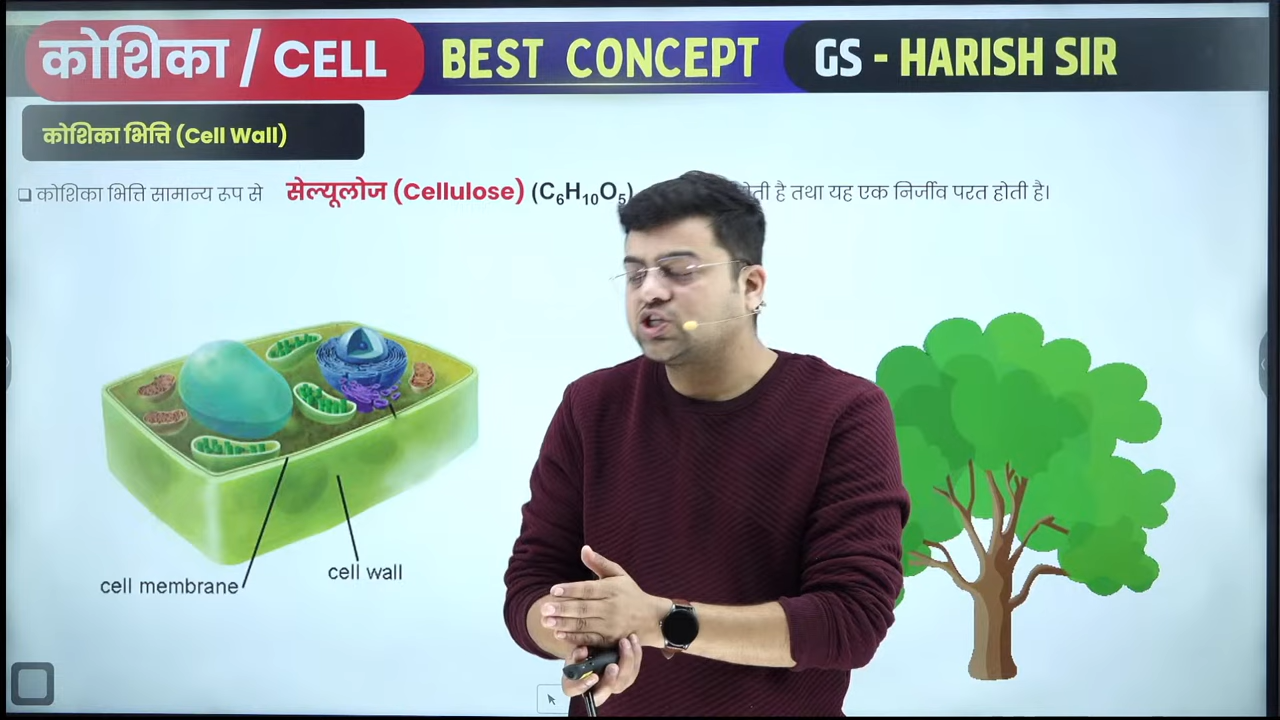 कोशिका / CELL BEST CONCEPT GS - HARISH SIR
कोशिका भित्ति (Cell Wall)
❑ कोशिका भित्ति सामान्य रूप से सेल्यूलोज (Cellulose) (C₆H₁₀O₅) होती है तथा यह एक निर्जीव परत होती है।
cell membrane
cell wall